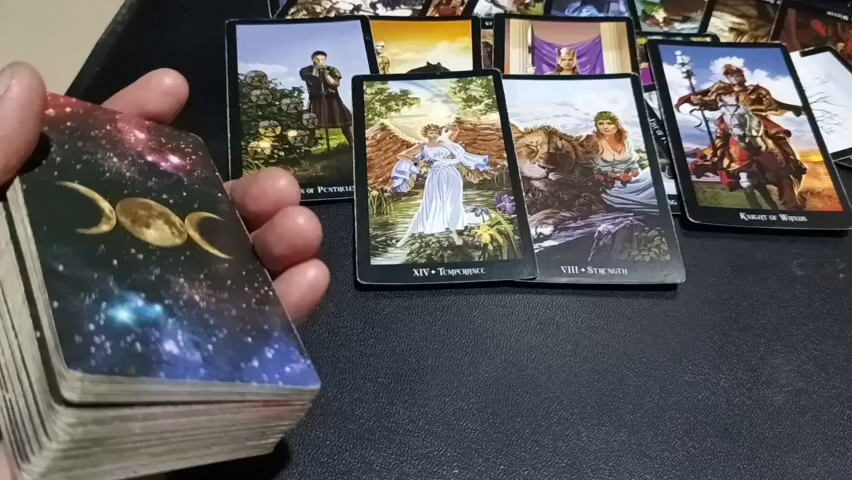 N OF PENTACLES
XIV ♦ TEMPERANCE
VIII ♦ STRENGTH
KNIGHT OF WANDS